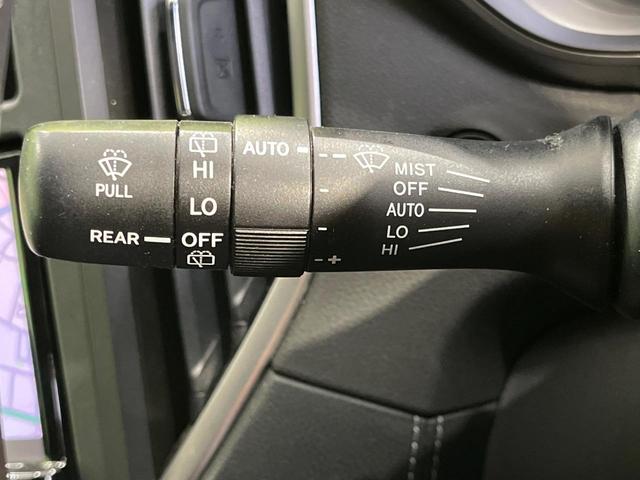 PULL
REAR
HI
LO
OFF
AUTO
- +
MIST
OFF
AUTO
LO
HI